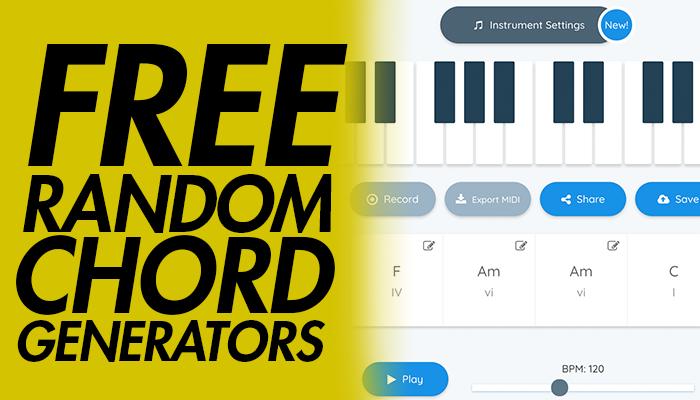 FREE
RANDOM
CHORD
GENERATORS
Instrument Settings
New!
Record
Export MIDI
Share
Save
F
IV
Am
vi
Am
vi
C
I
Play
BPM: 120